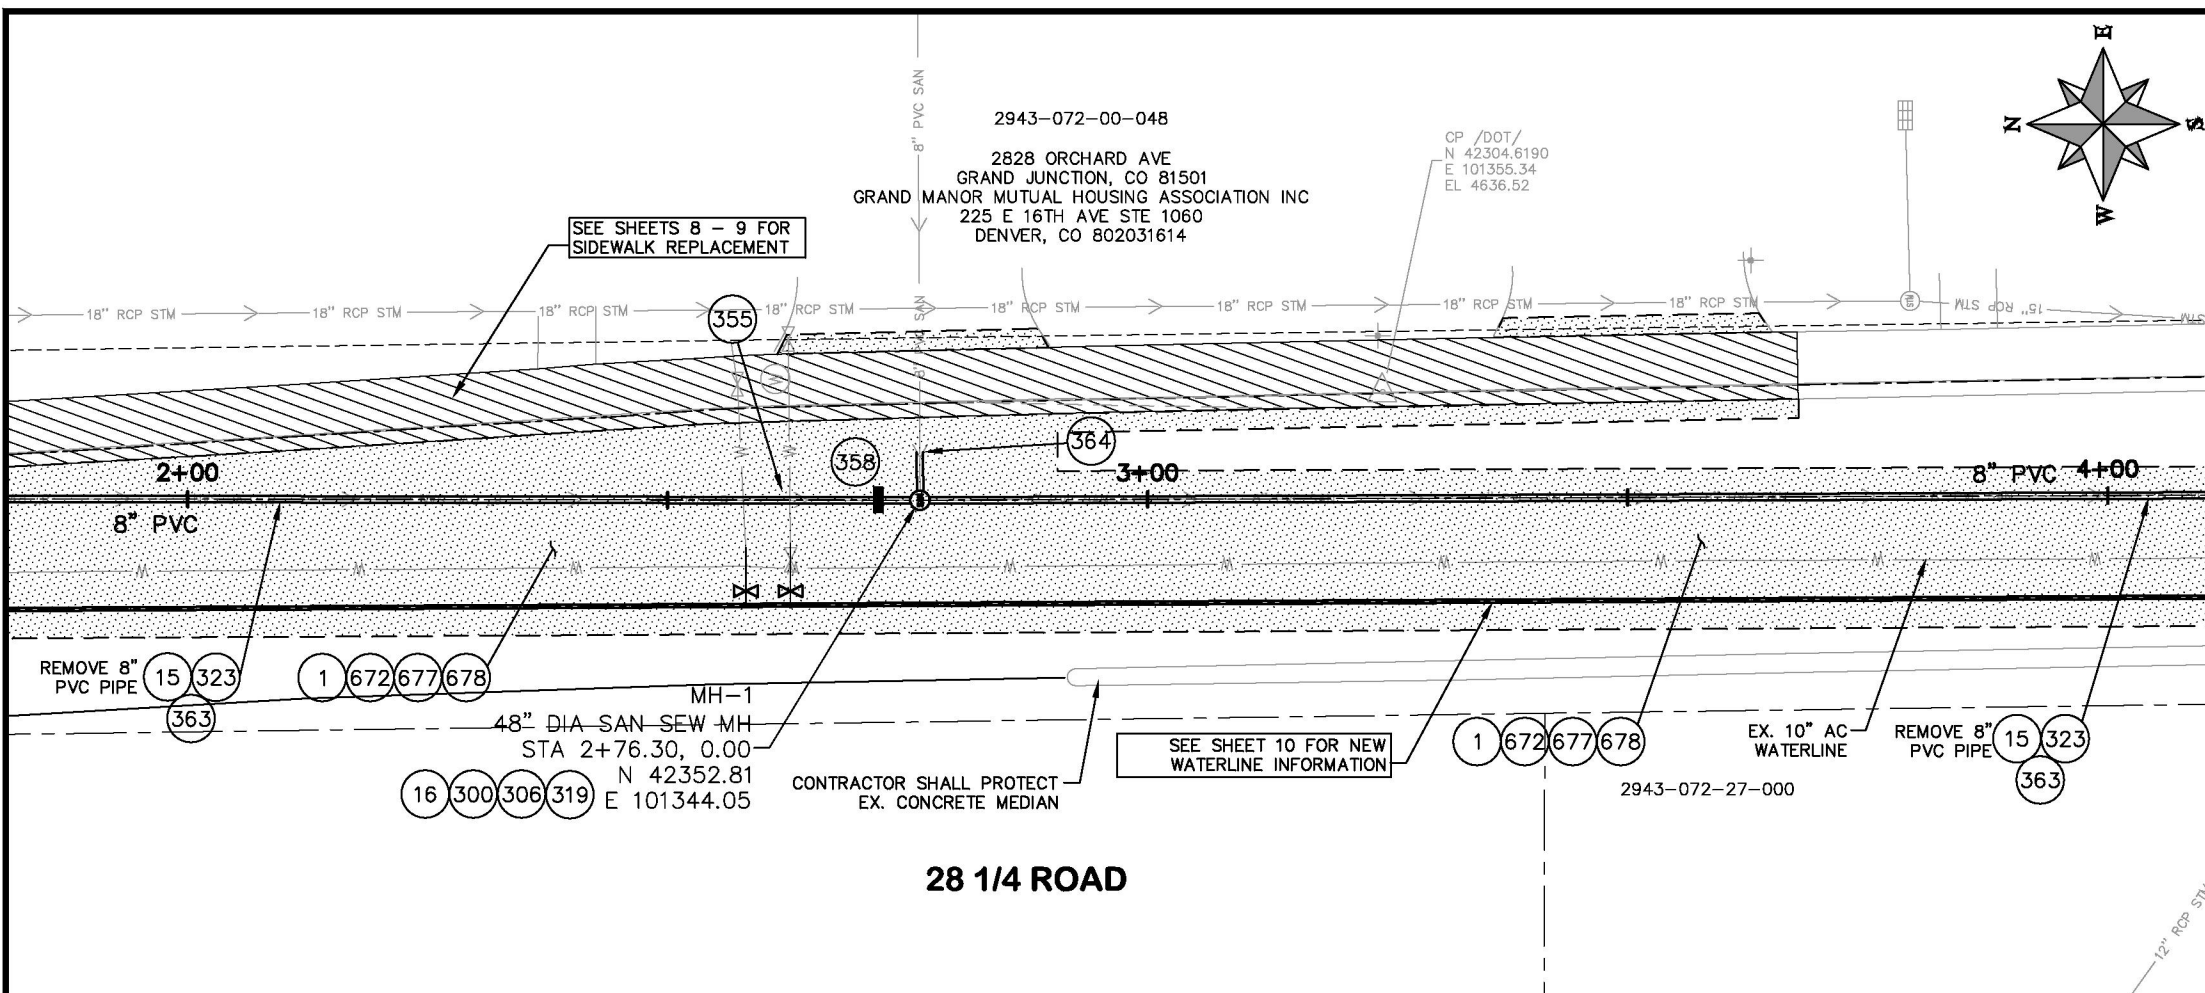 E
N
S
W
8" PVC SAN
2943-072-00-048
2828 ORCHARD AVE
GRAND JUNCTION, CO 81501
GRAND MANOR MUTUAL HOUSING ASSOCIATION INC
225 E 16TH AVE STE 1060
DENVER, CO 802031614
CP /DOT/
N 42304.6190
E 101355.34
EL 4636.52
SEE SHEETS 8 - 9 FOR
SIDEWALK REPLACEMENT
18" RCP STM
18" RCP STM
18" RCP STM
18" RCP STM
18" RCP STM
18" RCP STM
18" RCP STM
18" RCP STM
STM
15" RCP STM
STM
355
8" PVC SAN
W
W
W
358
364
2+00
3+00
4+00
8" PVC
8" PVC
W
W
W
W
W
W
W
W
W
W
REMOVE 8"
PVC PIPE
15
323
363
1
672
677
678
MH-1
48" DIA SAN SEW MH
STA 2+76.30, 0.00
N 42352.81
E 101344.05
16
300
306
319
CONTRACTOR SHALL PROTECT
EX. CONCRETE MEDIAN
SEE SHEET 10 FOR NEW
WATERLINE INFORMATION
1
672
677
678
EX. 10" AC
WATERLINE
REMOVE 8"
PVC PIPE
15
323
363
2943-072-27-000
28 1/4 ROAD
12" RCP STM